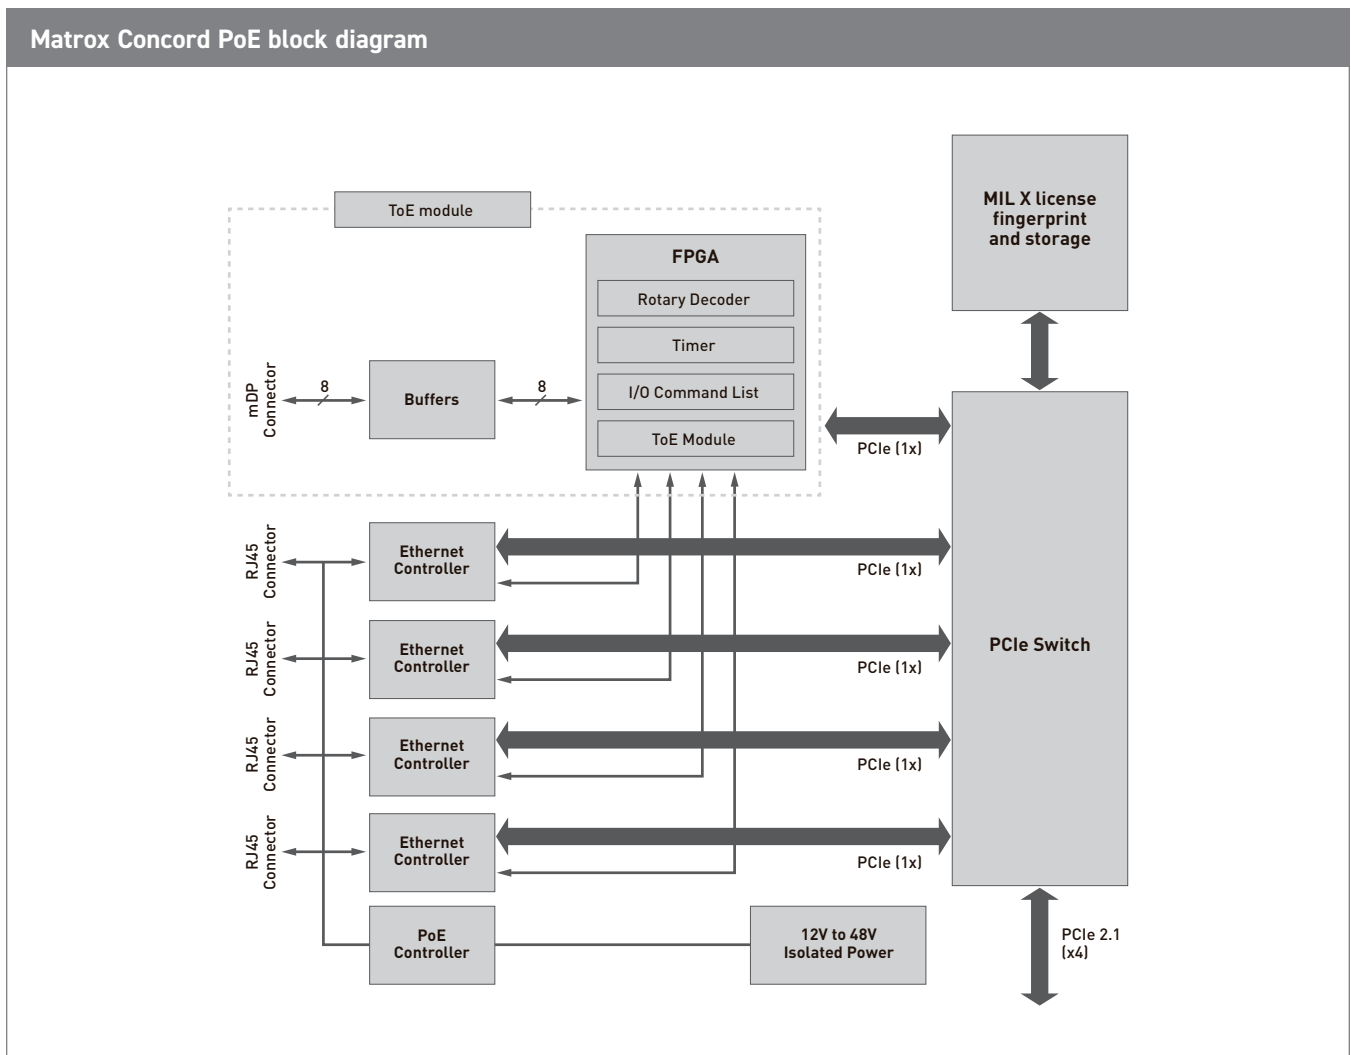 Matrox Concord PoE block diagram
MIL X license
fingerprint
and storage
ToE module
FPGA
Rotary Decoder
Timer
I/O Command List
ToE Module
mDP
Connector
8
Buffers
8
PCIe (1x)
RJ45
Connector
Ethernet
Controller
PCIe (1x)
RJ45
Connector
Ethernet
Controller
PCIe (1x)
PCIe Switch
RJ45
Connector
Ethernet
Controller
PCIe (1x)
RJ45
Connector
Ethernet
Controller
PCIe (1x)
PoE
Controller
12V to 48V
Isolated Power
PCIe 2.1
(x4)